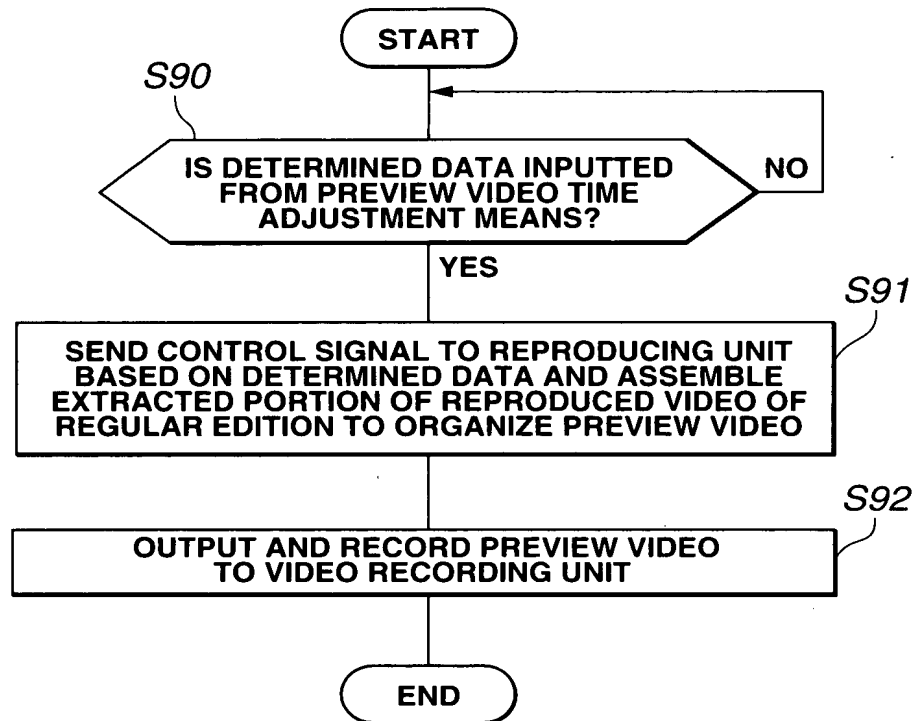 START
S90
IS DETERMINED DATA INPUTTED
FROM PREVIEW VIDEO TIME
ADJUSTMENT MEANS?
NO
YES
S91
SEND CONTROL SIGNAL TO REPRODUCING UNIT
BASED ON DETERMINED DATA AND ASSEMBLE
EXTRACTED PORTION OF REPRODUCED VIDEO OF
REGULAR EDITION TO ORGANIZE PREVIEW VIDEO
S92
OUTPUT AND RECORD PREVIEW VIDEO
TO VIDEO RECORDING UNIT
END